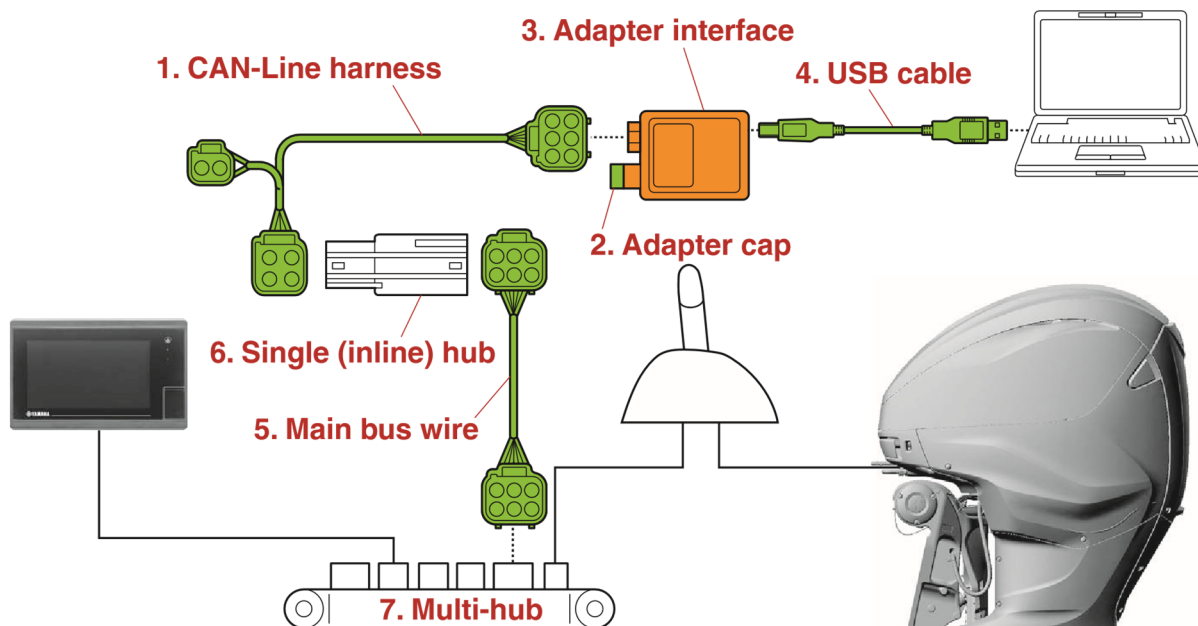 3. Adapter interface
1. CAN-Line harness
4. USB cable
2. Adapter cap
6. Single (inline) hub
5. Main bus wire
YAMAHA
7. Multi-hub